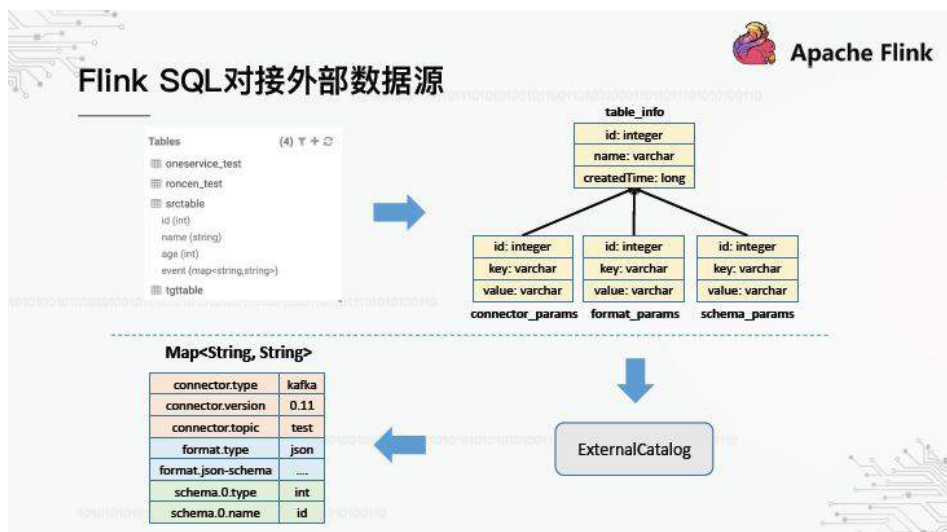 Apache Flink
Flink SQL对接外部数据源
Tables (4)
oneservice_test
roncen_test
srctable
id (int)
name (string)
age (int)
event (map<string,string>)
tgttable
table_info
id: integer
name: varchar
createdTime: long
id: integer
key: varchar
value: varchar
connector_params
id: integer
key: varchar
value: varchar
format_params
id: integer
key: varchar
value: varchar
schema_params
Map<String, String>
connector.type kafka
connector.version 0.11
connector.topic test
format.type json
format.json-schema ....
schema.0.type int
schema.0.name id
ExternalCatalog